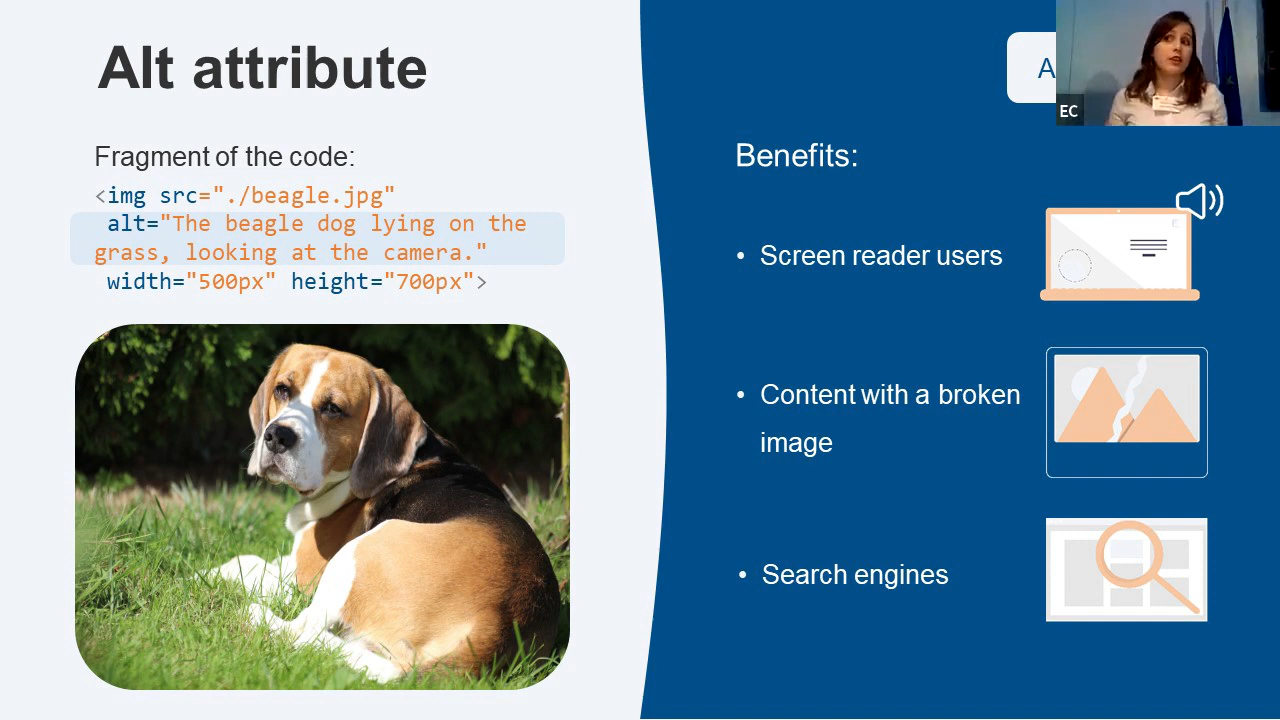 Alt attribute
Fragment of the code:
<img src="./beagle.jpg"
alt="The beagle dog lying on the
grass, looking at the camera."
width="500px" height="700px">
A
EC
Benefits:
• Screen reader users
• Content with a broken
image
• Search engines